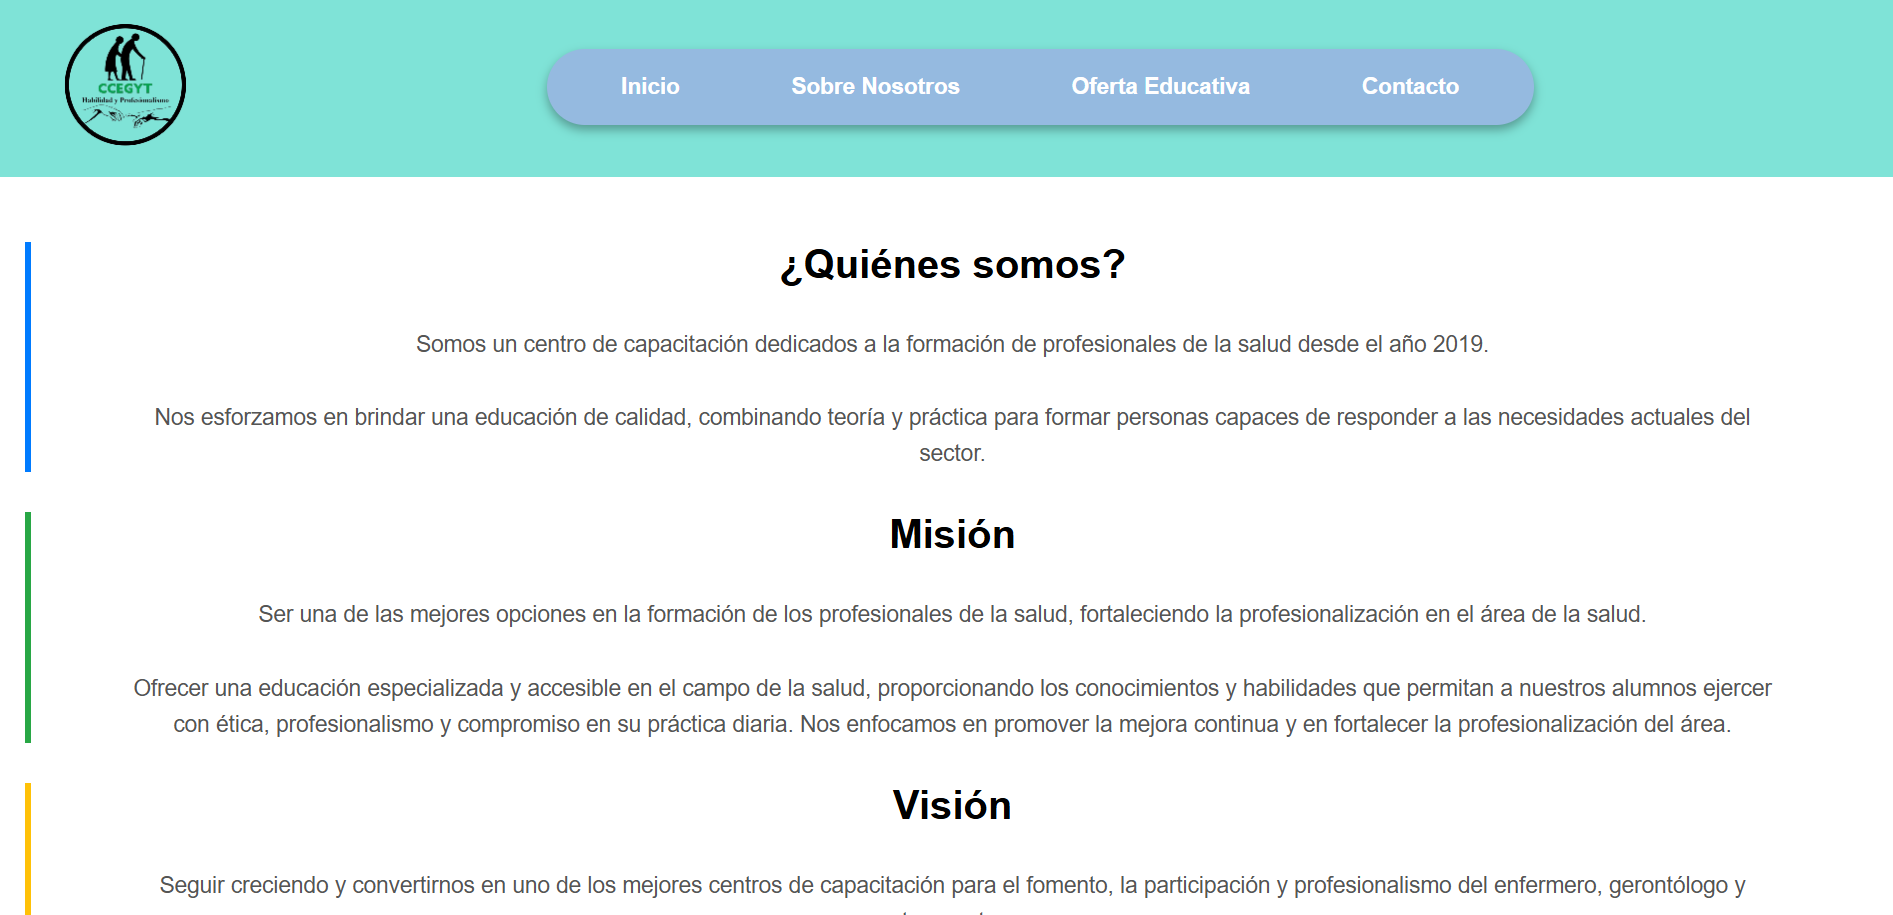 CCEGYT
Habilidad y Profesionalismo
Inicio
Sobre Nosotros
Oferta Educativa
Contacto
¿Quiénes somos?
Somos un centro de capacitación dedicados a la formación de profesionales de la salud desde el año 2019.
Nos esforzamos en brindar una educación de calidad, combinando teoría y práctica para formar personas capaces de responder a las necesidades actuales del
sector.
Misión
Ser una de las mejores opciones en la formación de los profesionales de la salud, fortaleciendo la profesionalización en el área de la salud.
Ofrecer una educación especializada y accesible en el campo de la salud, proporcionando los conocimientos y habilidades que permitan a nuestros alumnos ejercer
con ética, profesionalismo y compromiso en su práctica diaria. Nos enfocamos en promover la mejora continua y en fortalecer la profesionalización del área.
Visión
Seguir creciendo y convertirnos en uno de los mejores centros de capacitación para el fomento, la participación y profesionalismo del enfermero, gerontólogo y